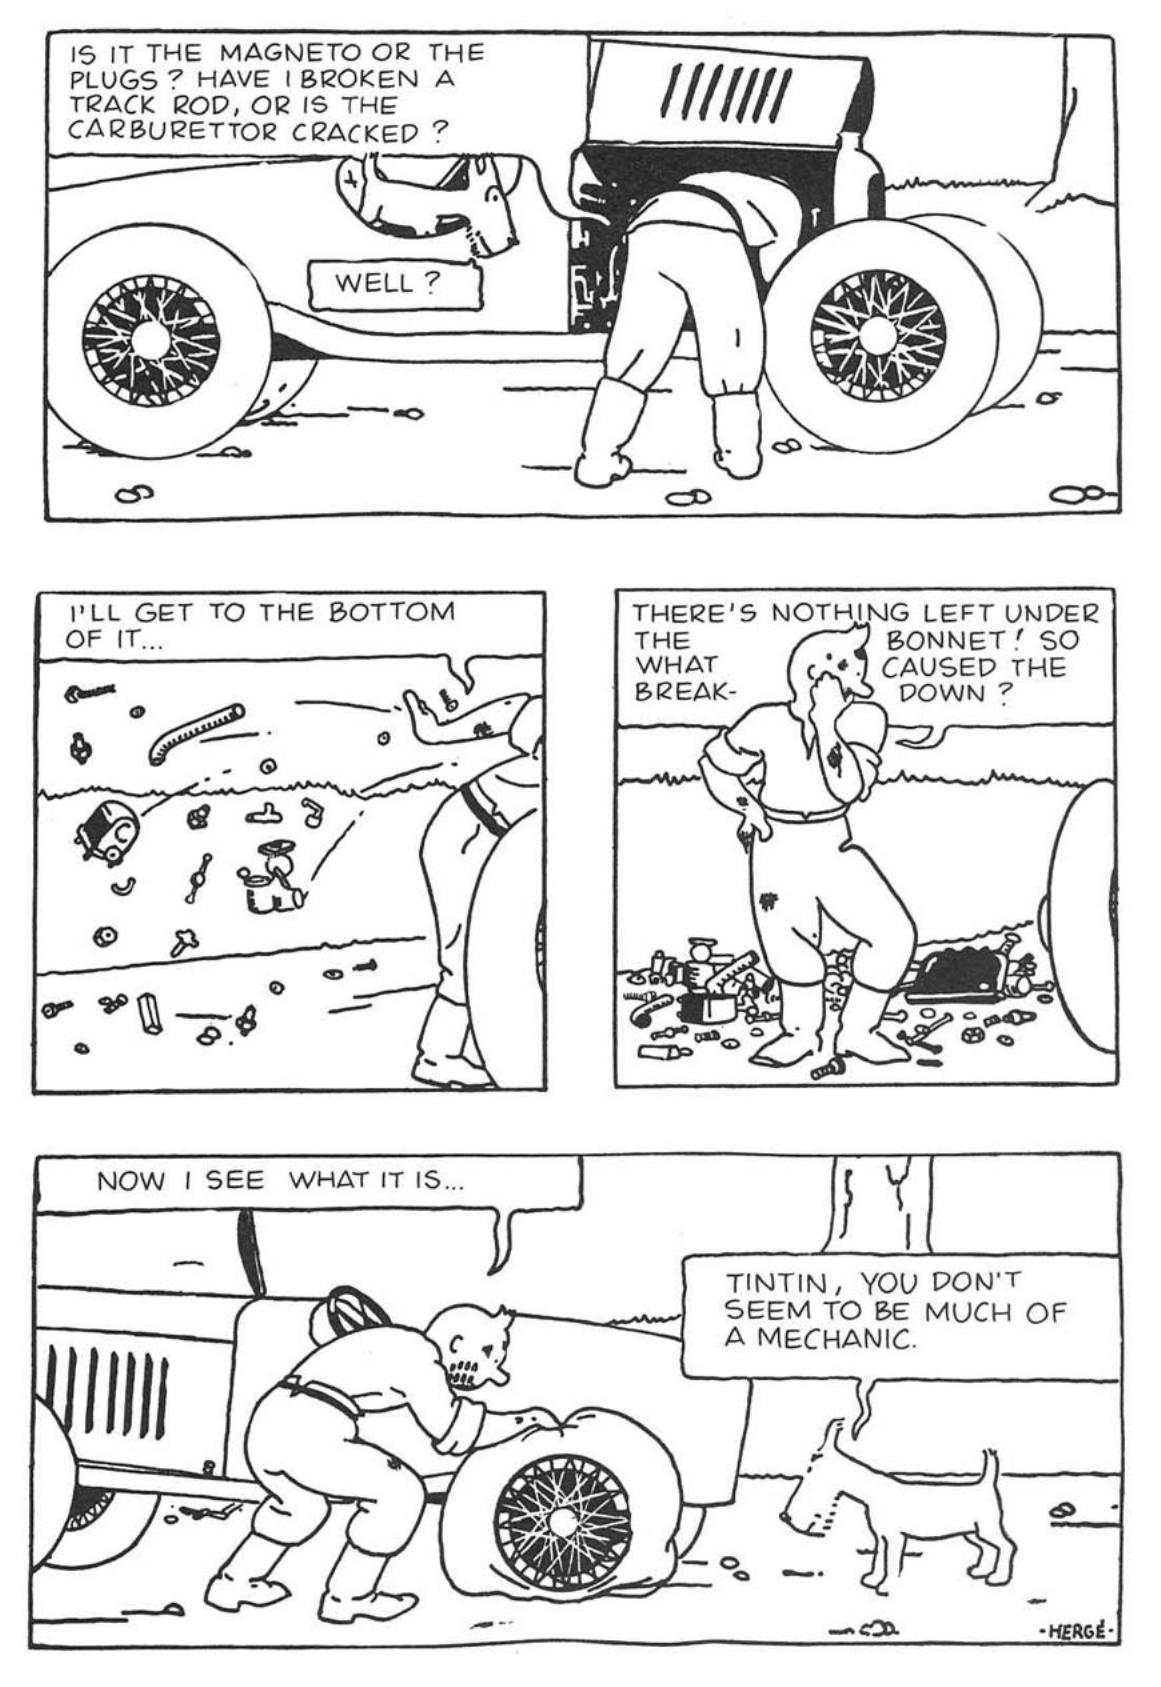 IS IT THE MAGNETO OR THE
PLUGS? HAVE I BROKEN A
TRACK ROD, OR IS THE
CARBURETTOR CRACKED?
WELL?
I'LL GET TO THE BOTTOM
OF IT...
THERE'S NOTHING LEFT UNDER
THE BONNET! SO
WHAT CAUSED THE
BREAK- DOWN?
NOW I SEE WHAT IT IS...
TINTIN, YOU DON'T
SEEM TO BE MUCH OF
A MECHANIC.
-HERGÉ-